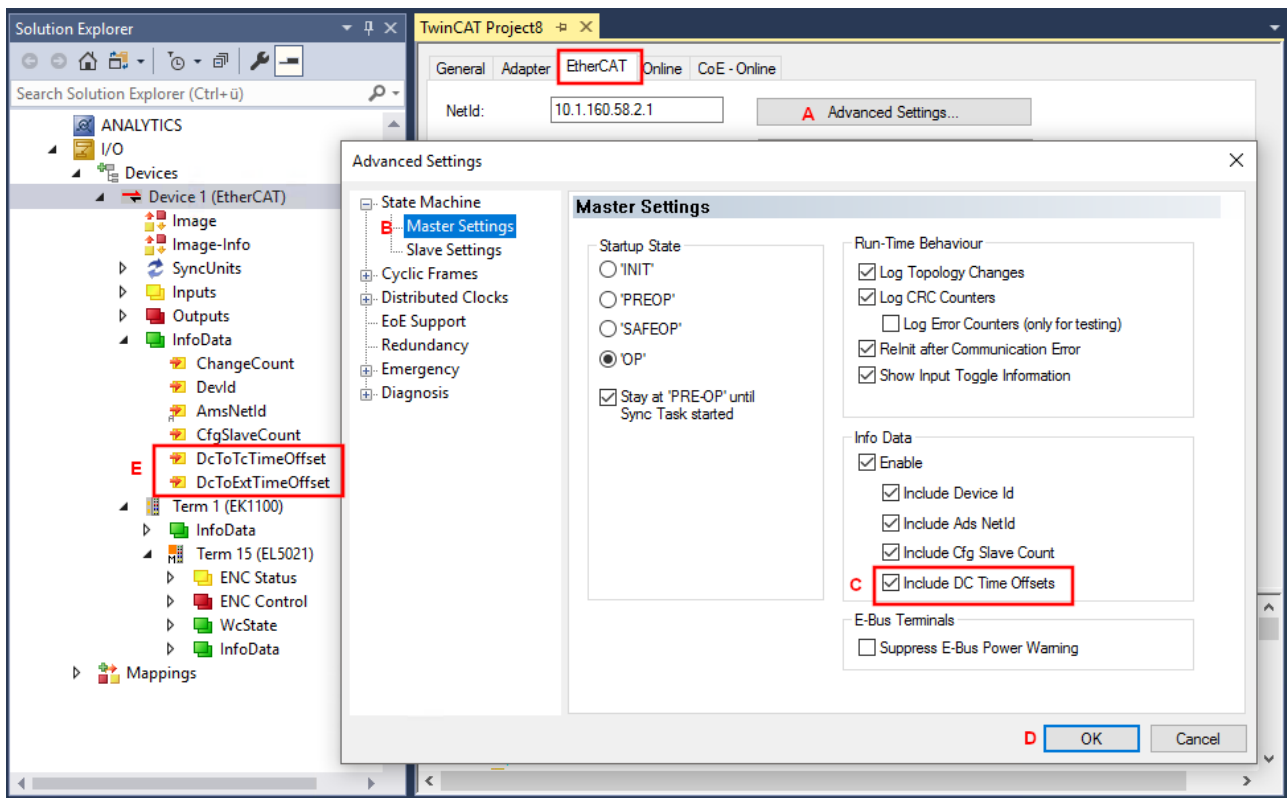 Solution Explorer
Search Solution Explorer (Ctrl+ü)
ANALYTICS
I/O
Devices
Device 1 (EtherCAT)
Image
Image-Info
SyncUnits
Inputs
Outputs
InfoData
ChangeCount
DevId
AmsNetId
CfgSlaveCount
E
DcToTcTimeOffset
DcToExtTimeOffset
Term 1 (EK1100)
InfoData
Term 15 (EL5021)
ENC Status
ENC Control
WcState
InfoData
Mappings
TwinCAT Project8
General Adapter EtherCAT Online CoE - Online
NetId: 10.1.160.58.2.1 A Advanced Settings...
Advanced Settings
State Machine
B Master Settings
Slave Settings
Cyclic Frames
Distributed Clocks
EoE Support
Redundancy
Emergency
Diagnosis
Master Settings
Startup State
'INIT'
'PREOP'
'SAFEOP'
'OP'
Stay at 'PRE-OP' until
Sync Task started
Run-Time Behaviour
Log Topology Changes
Log CRC Counters
Log Error Counters (only for testing)
ReInit after Communication Error
Show Input Toggle Information
Info Data
Enable
Include Device Id
Include Ads NetId
Include Cfg Slave Count
C Include DC Time Offsets
E-Bus Terminals
Suppress E-Bus Power Warning
D OK Cancel